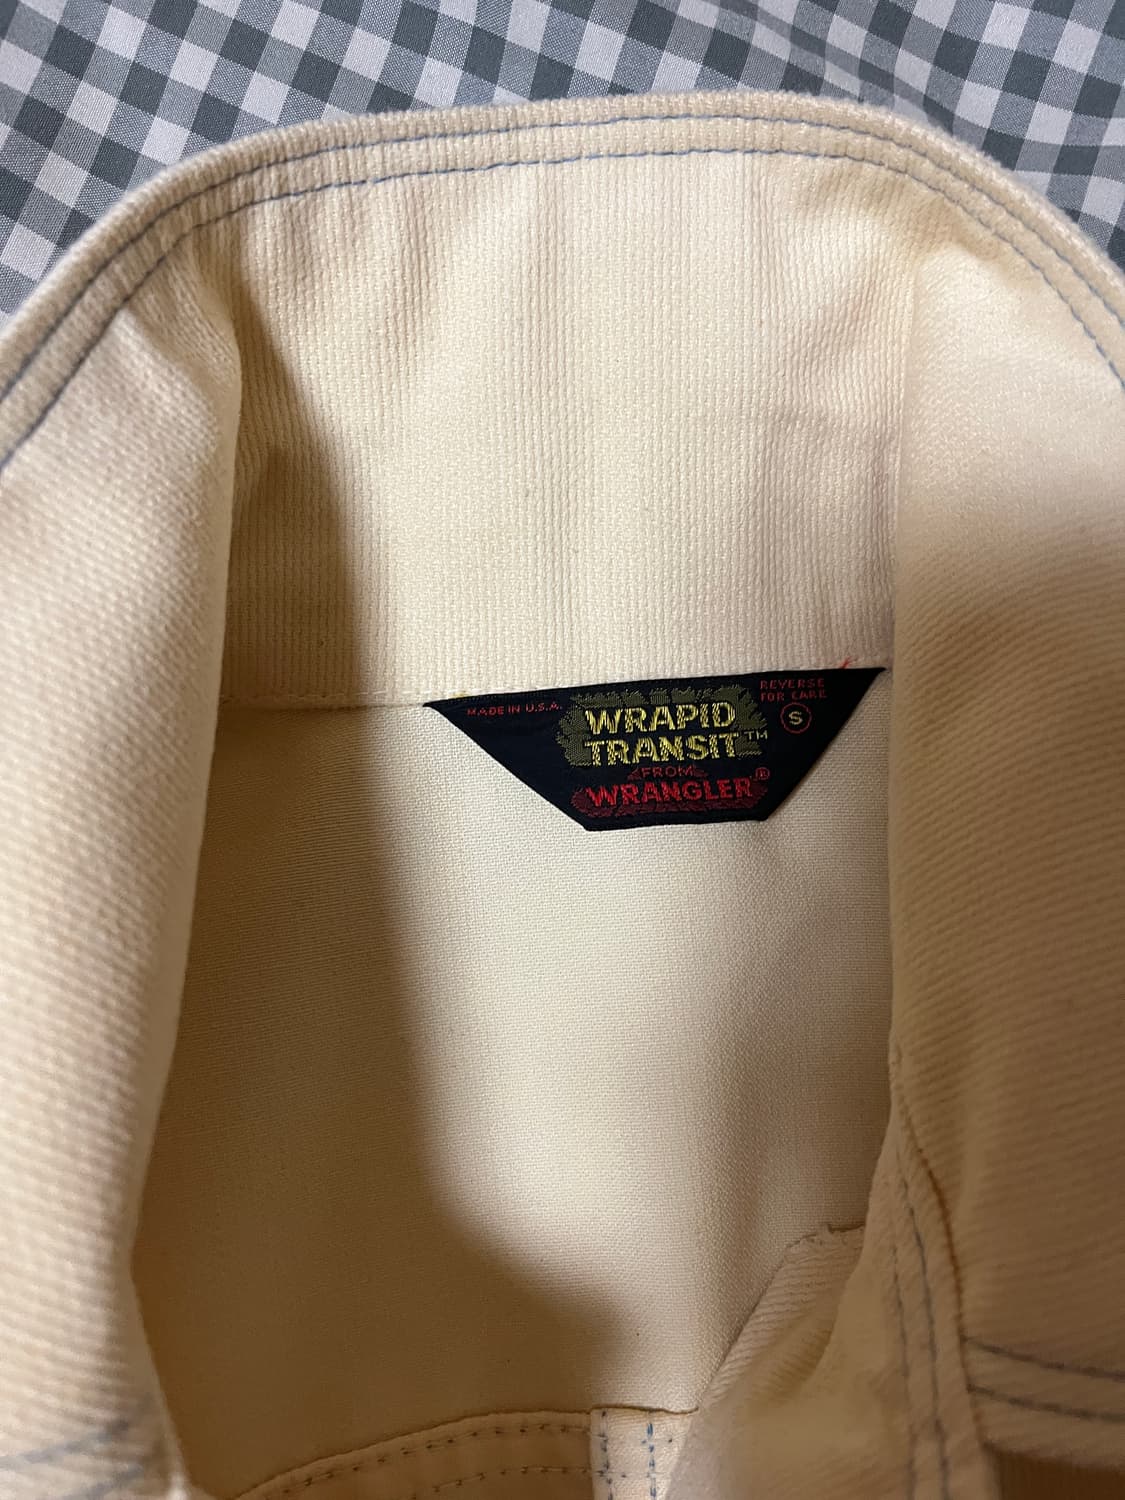 MADE IN U.S.A.
WRAPID
TRANSIT™
FROM
WRANGLER®
REVERSE
FOR CARE
S